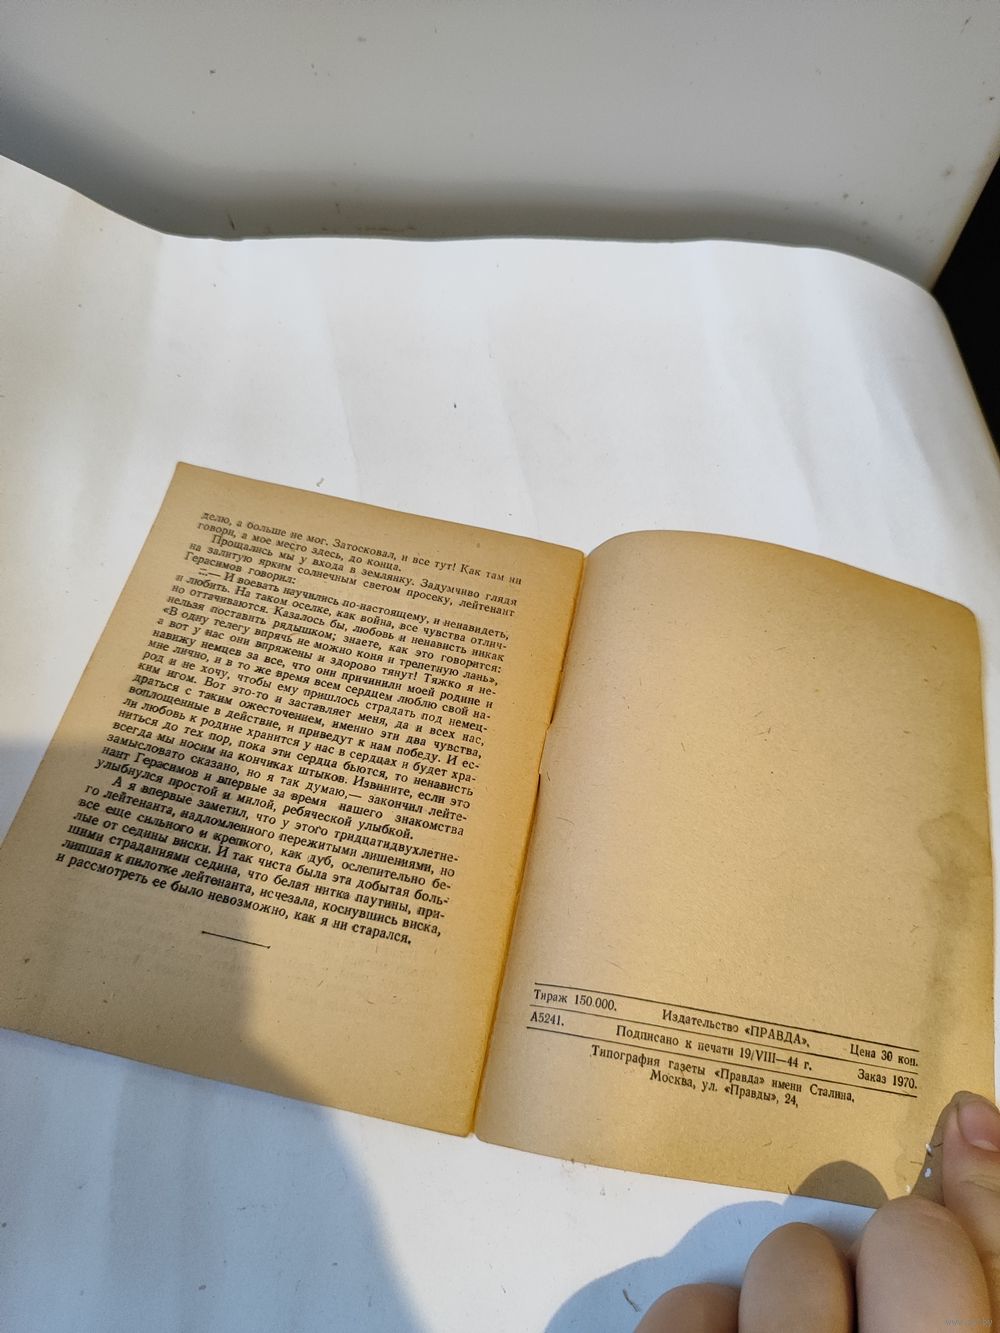 делю, а больше не мог. Затосковал, и все тут! Как там ни
говори, а мое место здесь, до конца.
Прощались мы у входа в землянку. Задумчиво глядя
на залитую ярким солнечным светом просеку, лейтенант
Герасимов говорил:
— И воевать научились по-настоящему, и ненавидеть,
и любить. На таком оселке, как война, все чувства отлич-
но оттачиваются. Казалось бы, любовь и ненависть никак
нельзя поставить рядышком; знаете, как это говорится:
«В одну телегу впрячь не можно коня и трепетную лань»,
а вот у нас они впряжены и здорово тянут! Тяжко я не-
навижу немцев за все, что они причинили моей родине и
мне лично, и в то же время всем сердцем люблю свой на-
род и не хочу, чтобы ему пришлось страдать под немец-
ким игом. Вот это-то и заставляет меня, да и всех нас,
драться с таким ожесточением, именно эти два чувства,
воплощенные в действие, и приведут к нам победу. И ес-
ли любовь к родине хранится у нас в сердцах и будет хра-
ниться до тех пор, пока эти сердца бьются, то ненависть
всегда мы носим на кончиках штыков. Извините, если это
замысловато сказано, но я так думаю,— закончил лейте-
нант Герасимов и впервые за время нашего знакомства
улыбнулся простой и милой, ребяческой улыбкой.
А я впервые заметил, что у этого тридцатидвухлетне-
го лейтенанта, надломленного пережитыми лишениями, но
все еще сильного и крепкого, как дуб, ослепительно бе-
лые от седины виски. И так чиста была эта добытая боль-
шими страданиями седина, что белая нитка паутины, при-
липшая к пилотке лейтенанта, исчезала, коснувшись виска,
и рассмотреть ее было невозможно, как я ни старался.
Тираж 150.000. Издательство «ПРАВДА». Цена 30 коп.
А5241. Подписано к печати 19/VIII—44 г. Заказ 1970.
Типография газеты «Правда» имени Сталина.
Москва, ул. «Правды», 24.